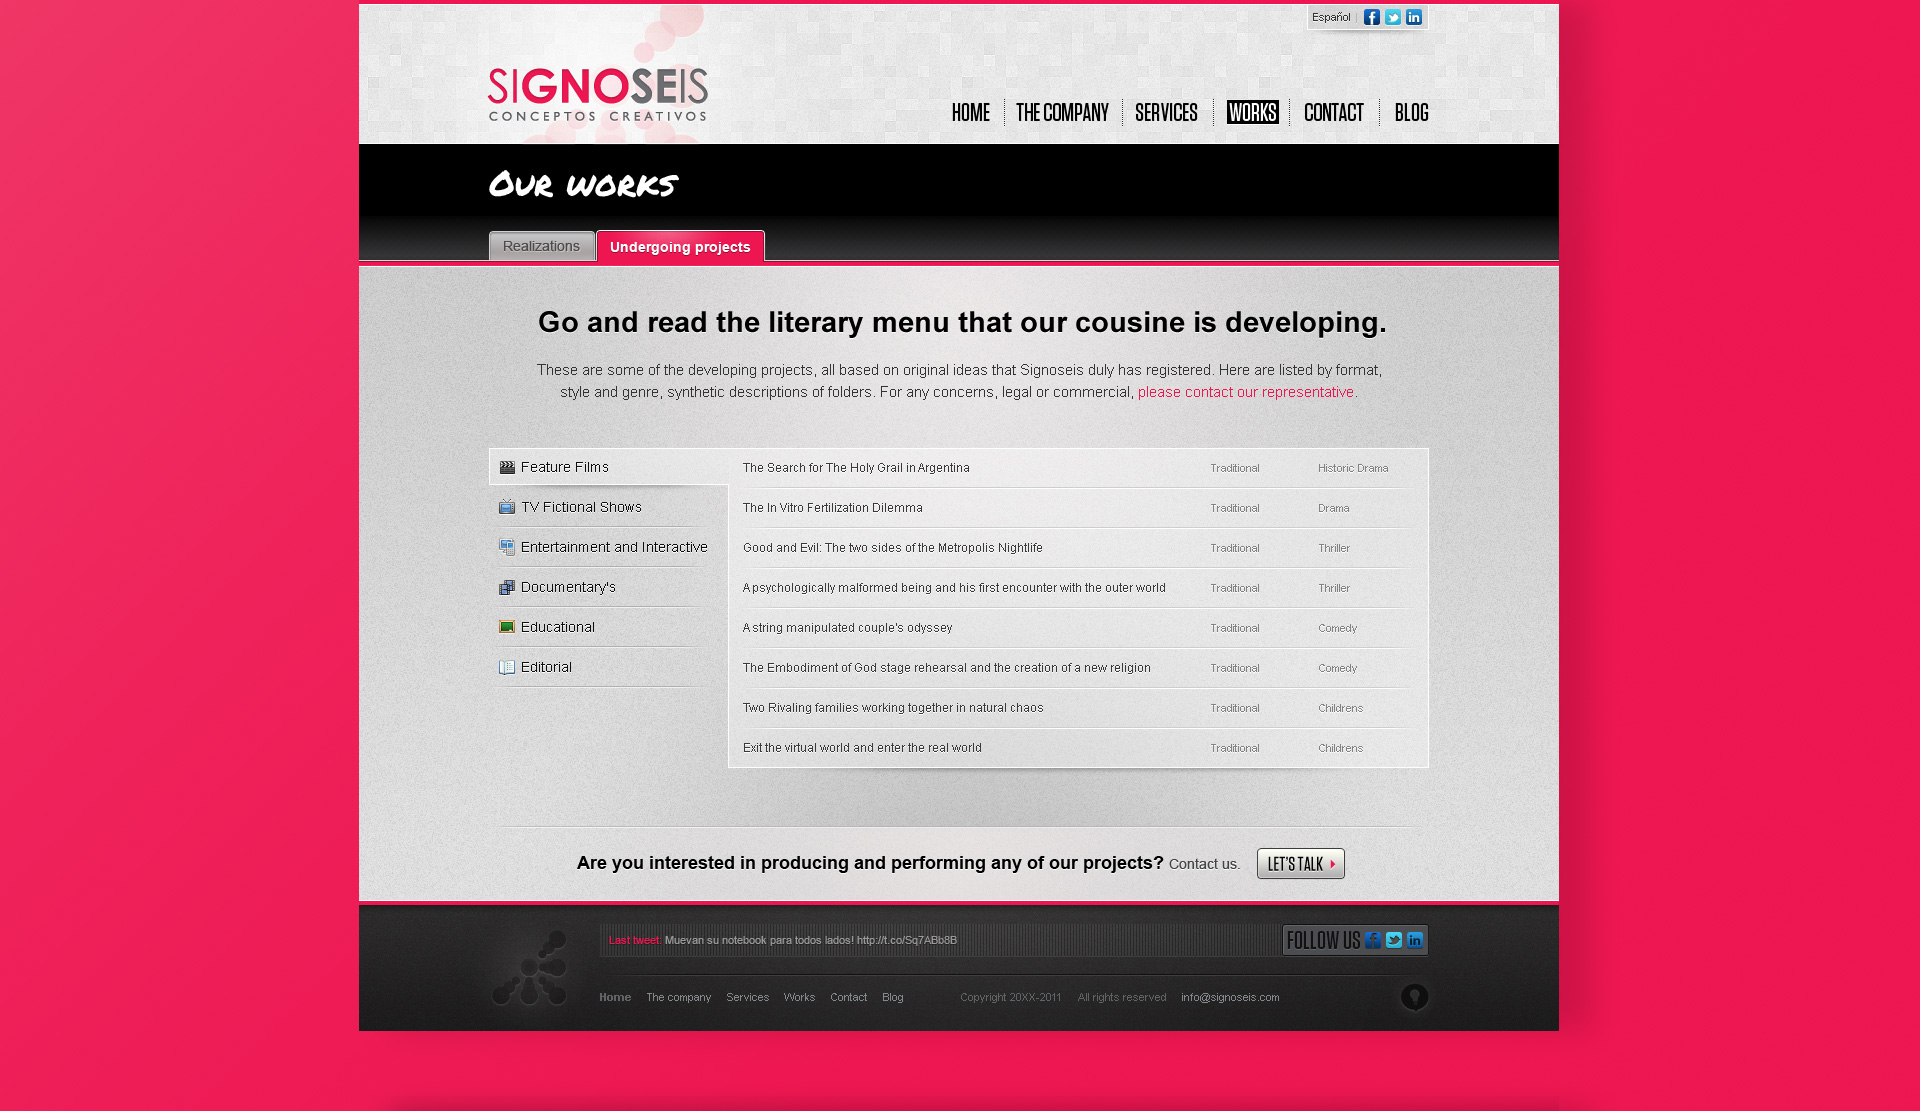 Español
SIGNOSEIS
CONCEPTOS CREATIVOS
HOME THE COMPANY SERVICES WORKS CONTACT BLOG
OUR WORKS
Realizations Undergoing projects
Go and read the literary menu that our cousine is developing.
These are some of the developing projects, all based on original ideas that Signoseis duly has registered. Here are listed by format,
style and genre, synthetic descriptions of folders. For any concerns, legal or commercial, please contact our representative.
Feature Films
TV Fictional Shows
Entertainment and Interactive
Documentary's
Educational
Editorial
The Search for The Holy Grail in Argentina Traditional Historic Drama
The In Vitro Fertilization Dilemma Traditional Drama
Good and Evil: The two sides of the Metropolis Nightlife Traditional Thriller
A psychologically malformed being and his first encounter with the outer world Traditional Thriller
A string manipulated couple's odyssey Traditional Comedy
The Embodiment of God stage rehearsal and the creation of a new religion Traditional Comedy
Two Rivaling families working together in natural chaos Traditional Childrens
Exit the virtual world and enter the real world Traditional Childrens
Are you interested in producing and performing any of our projects? Contact us. LET'S TALK
Last tweet: Muevan su notebook para todos lados! http://t.co/Sq7ABb8B FOLLOW US
Home The company Services Works Contact Blog Copyright 20XX-2011 All rights reserved info@signoseis.com